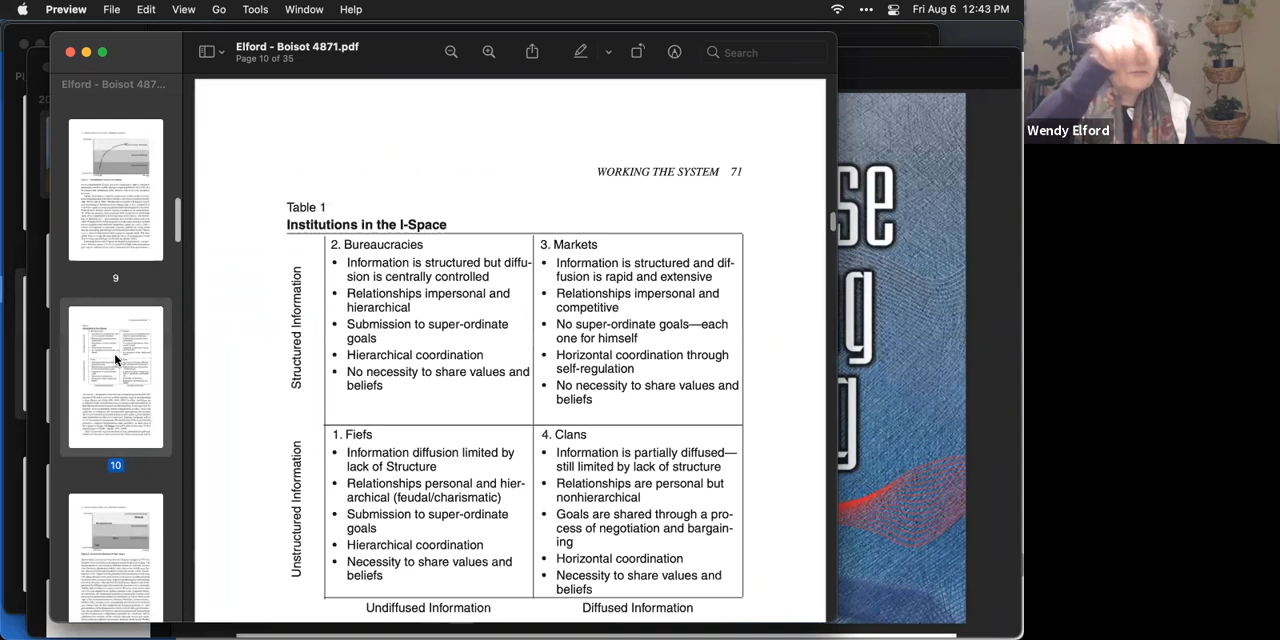 Preview File Edit View Go Tools Window Help Fri Aug 6 12:43 PM
Elford - Boisot 4871.pdf
Page 10 of 35
Search
Elford - Boisot 487...
9
10
WORKING THE SYSTEM 71
Table 1
Institutions in the I-Space
Structured Information
2. Bureaucracies
• Information is structured but diffu-
sion is centrally controlled
• Relationships impersonal and
hierarchical
• Submission to super-ordinate
goals
• Hierarchical coordination
• No necessity to share values and
beliefs
3. Markets
• Information is structured and dif-
fusion is rapid and extensive
• Relationships impersonal and
competitive
• No super-ordinate goals—each
one for himself
• Horizontal coordination through
self-regulation
• No necessity to share values and
beliefs
Unstructured Information
1. Fiefs
• Information diffusion limited by
lack of Structure
• Relationships personal and hier-
archical (feudal/charismatic)
• Submission to super-ordinate
goals
• Hierarchical coordination
• Necessity to share values and
beliefs
4. Clans
• Information is partially diffused—
still limited by lack of structure
• Relationships are personal but
nonhierarchical
• Goals are shared through a pro-
cess of negotiation and bargain-
ing
• Horizontal coordination
• Necessity to share values and
beliefs
Undiffused Information
Diffused Information
Wendy Elford